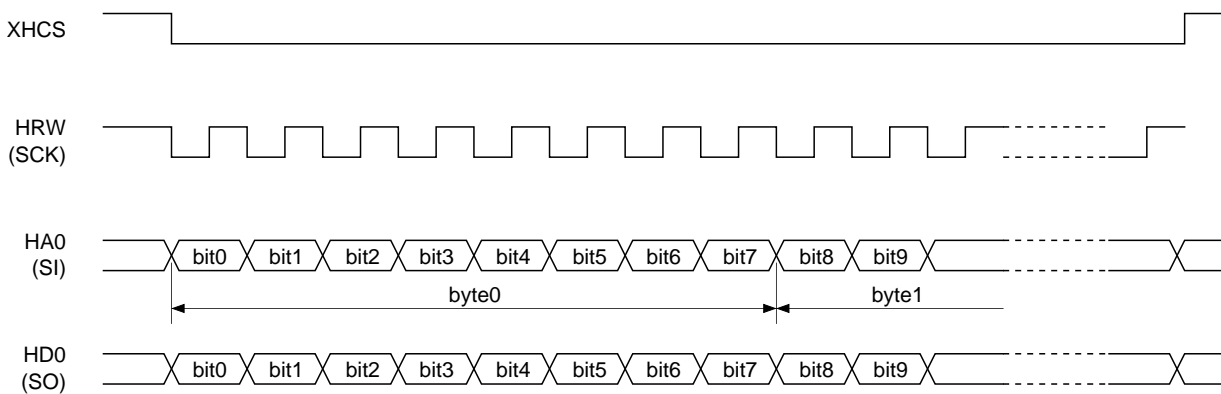 XHCS
HRW
(SCK)
HA0
(SI)
bit0 bit1 bit2 bit3 bit4 bit5 bit6 bit7 bit8 bit9
byte0 byte1
HD0
(SO)
bit0 bit1 bit2 bit3 bit4 bit5 bit6 bit7 bit8 bit9